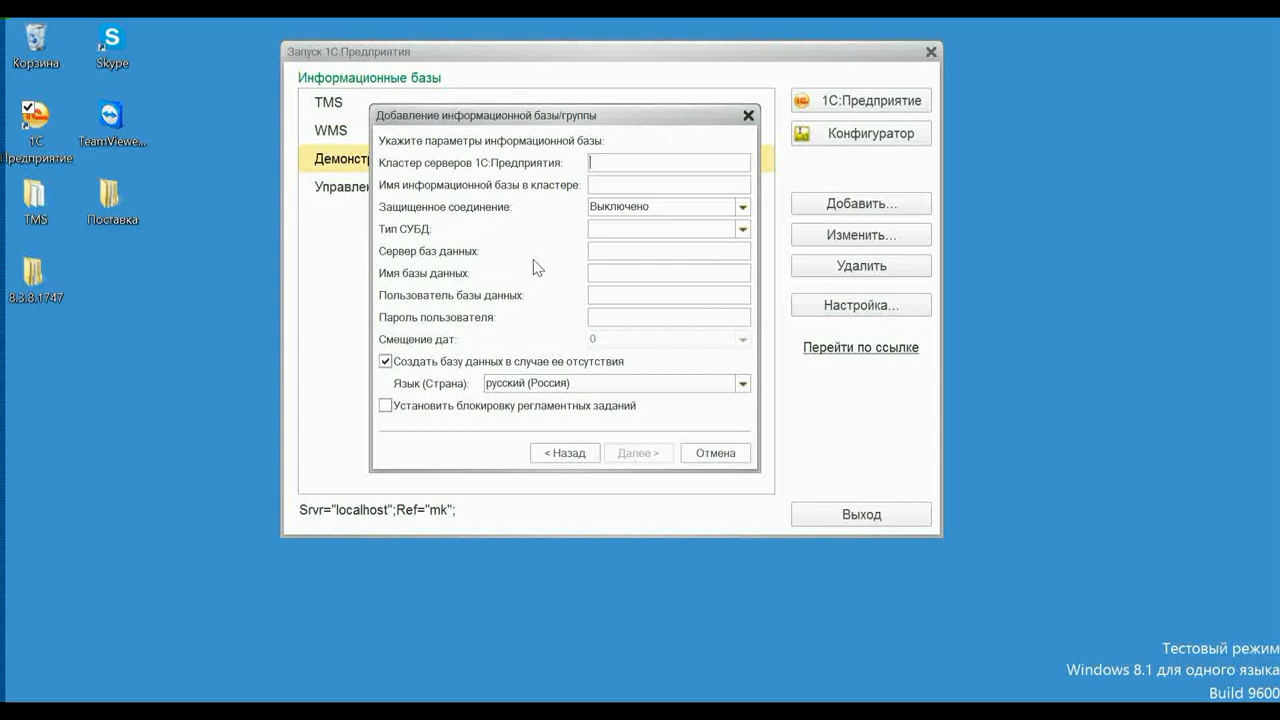 Корзина
Skype
1С
Предприятие
TeamViewe...
TMS
Поставка
8.3.8.1747
Запуск 1С:Предприятия
Информационные базы
TMS
WMS
Демонстр
Управлен
Добавление информационной базы/группы
Укажите параметры информационной базы:
Кластер серверов 1С:Предприятия:
Имя информационной базы в кластере:
Защищенное соединение: Выключено
Тип СУБД:
Сервер баз данных:
Имя базы данных:
Пользователь базы данных:
Пароль пользователя:
Смещение дат: 0
Создать базу данных в случае ее отсутствия
Язык (Страна): русский (Россия)
Установить блокировку регламентных заданий
< Назад Далее > Отмена
1С:Предприятие
Конфигуратор
Добавить...
Изменить...
Удалить
Настройка...
Перейти по ссылке
Srvr="localhost";Ref="mk";
Выход
Тестовый режим
Windows 8.1 для одного языка
Build 9600